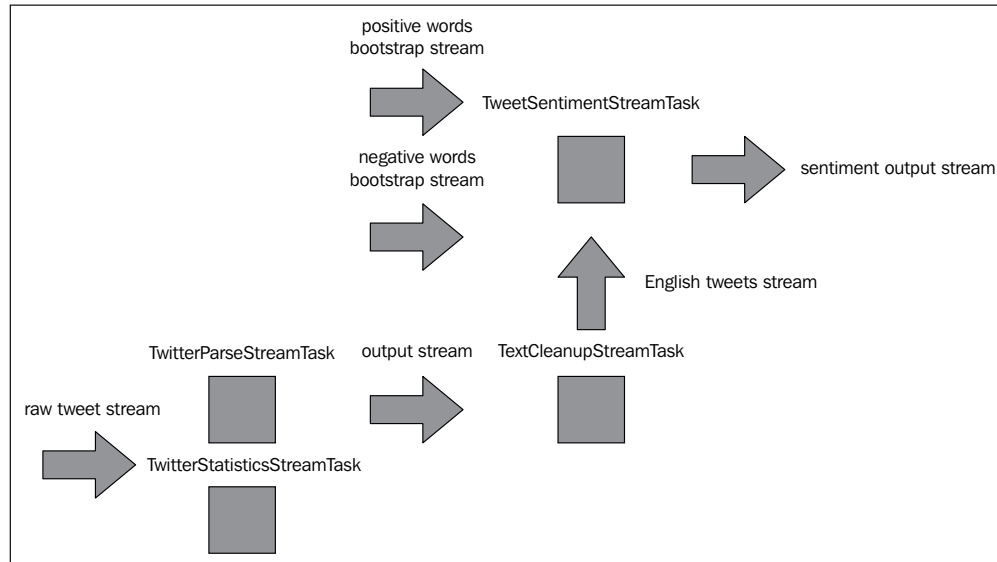 positive words
bootstrap stream
TweetSentimentStreamTask
negative words
bootstrap stream
sentiment output stream
English tweets stream
TwitterParseStreamTask
output stream
TextCleanupStreamTask
raw tweet stream
TwitterStatisticsStreamTask